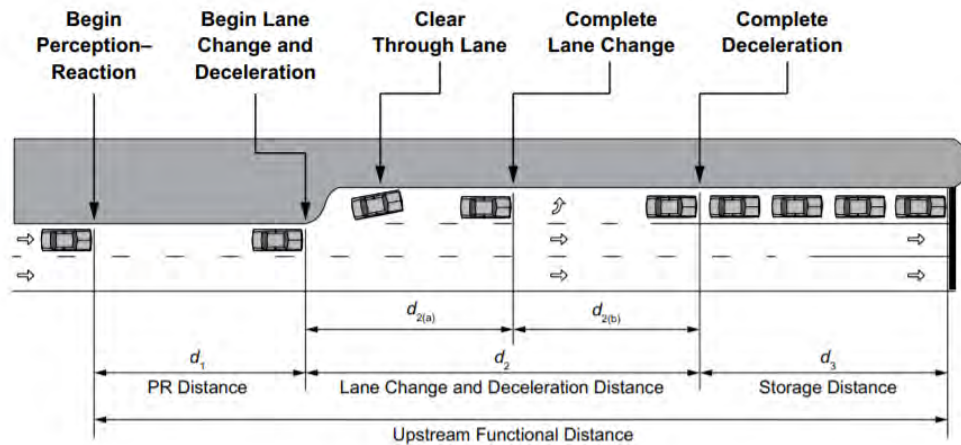 Begin
Perception–
Reaction
Begin Lane
Change and
Deceleration
Clear
Through Lane
Complete
Lane Change
Complete
Deceleration
d2(a)
d2(b)
d1
d2
d3
PR Distance
Lane Change and Deceleration Distance
Storage Distance
Upstream Functional Distance